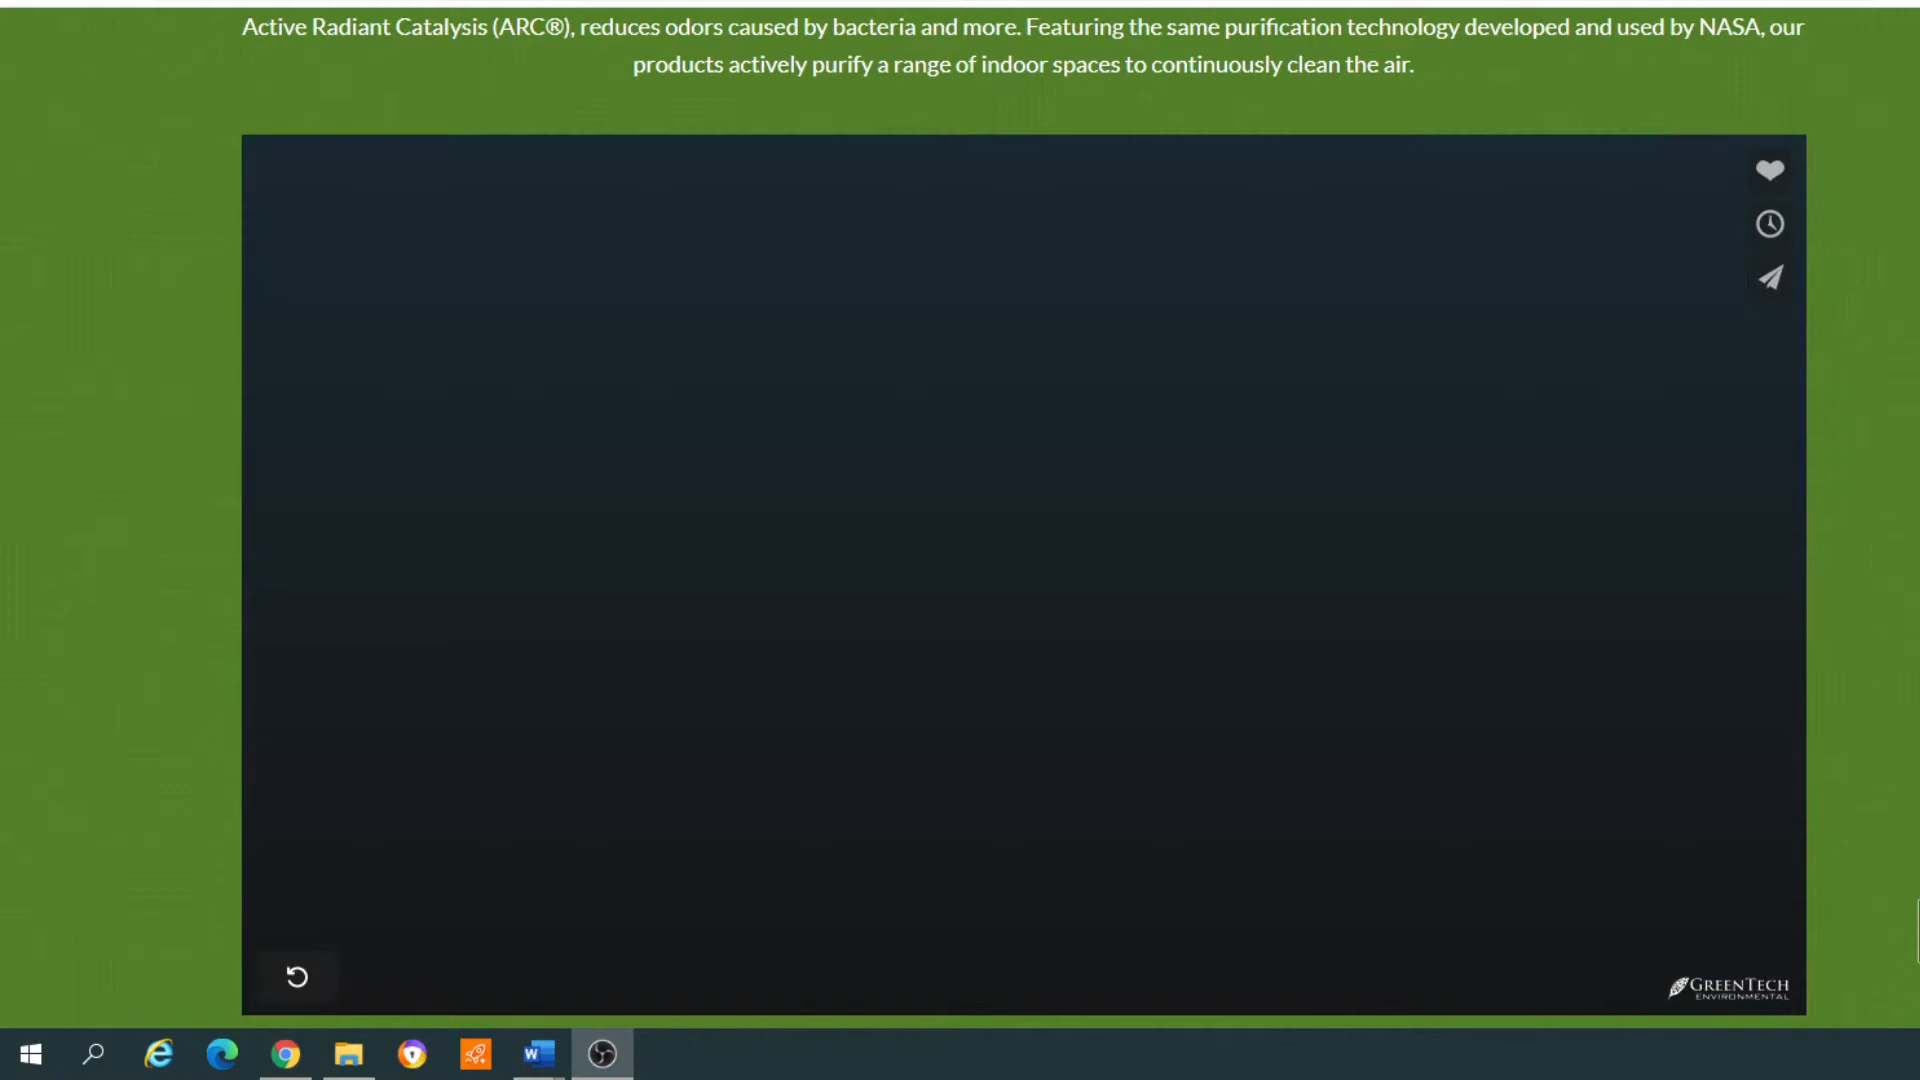 Active Radiant Catalysis (ARC®), reduces odors caused by bacteria and more. Featuring the same purification technology developed and used by NASA, our
products actively purify a range of indoor spaces to continuously clean the air.
GREENTECH
ENVIRONMENTAL